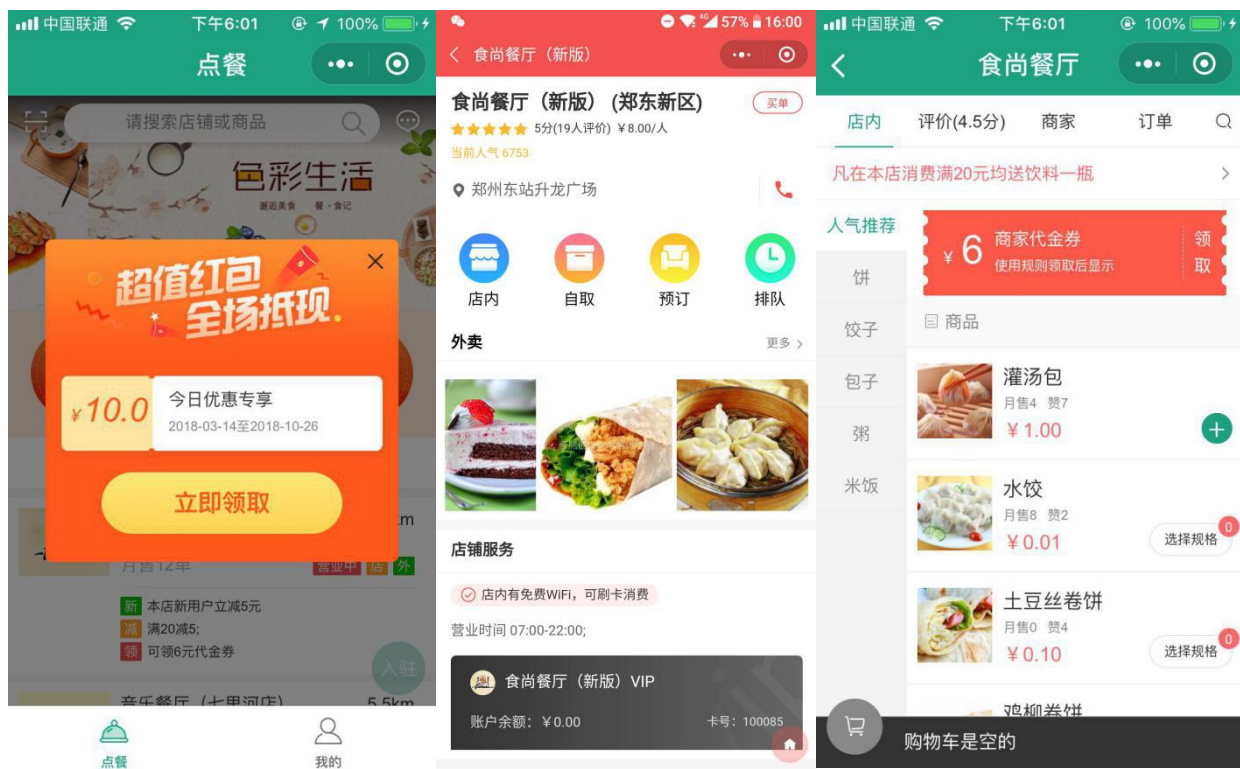 中国联通
下午6:01
100%
点餐
请搜索店铺或商品
色彩生活
邂逅美食 餐·食记
超值红包
全场抵现
¥10.0
今日优惠专享
2018-03-14至2018-10-26
立即领取
月售12单
营业中 店 外
新 本店新用户立减5元
减 满20减5;
领 可领6元代金券
入驻
音乐餐厅（七里河店）
5.5km
点餐
我的
4G
57%
16:00
食尚餐厅（新版）
食尚餐厅（新版）(郑东新区)
买单
5分(19人评价) ¥8.00/人
当前人气 6753
郑州东站升龙广场
店内
自取
预订
排队
外卖
更多
店铺服务
店内有免费WiFi，可刷卡消费
营业时间 07:00-22:00;
食尚餐厅（新版）VIP
账户余额：¥0.00
卡号：100085
中国联通
下午6:01
100%
食尚餐厅
店内
评价(4.5分)
商家
订单
凡在本店消费满20元均送饮料一瓶
人气推荐
饼
饺子
包子
粥
米饭
¥6
商家代金券
使用规则领取后显示
领取
商品
灌汤包
月售4 赞7
¥1.00
水饺
月售8 赞2
¥0.01
选择规格
0
土豆丝卷饼
月售0 赞4
¥0.10
选择规格
0
鸡柳卷饼
购物车是空的